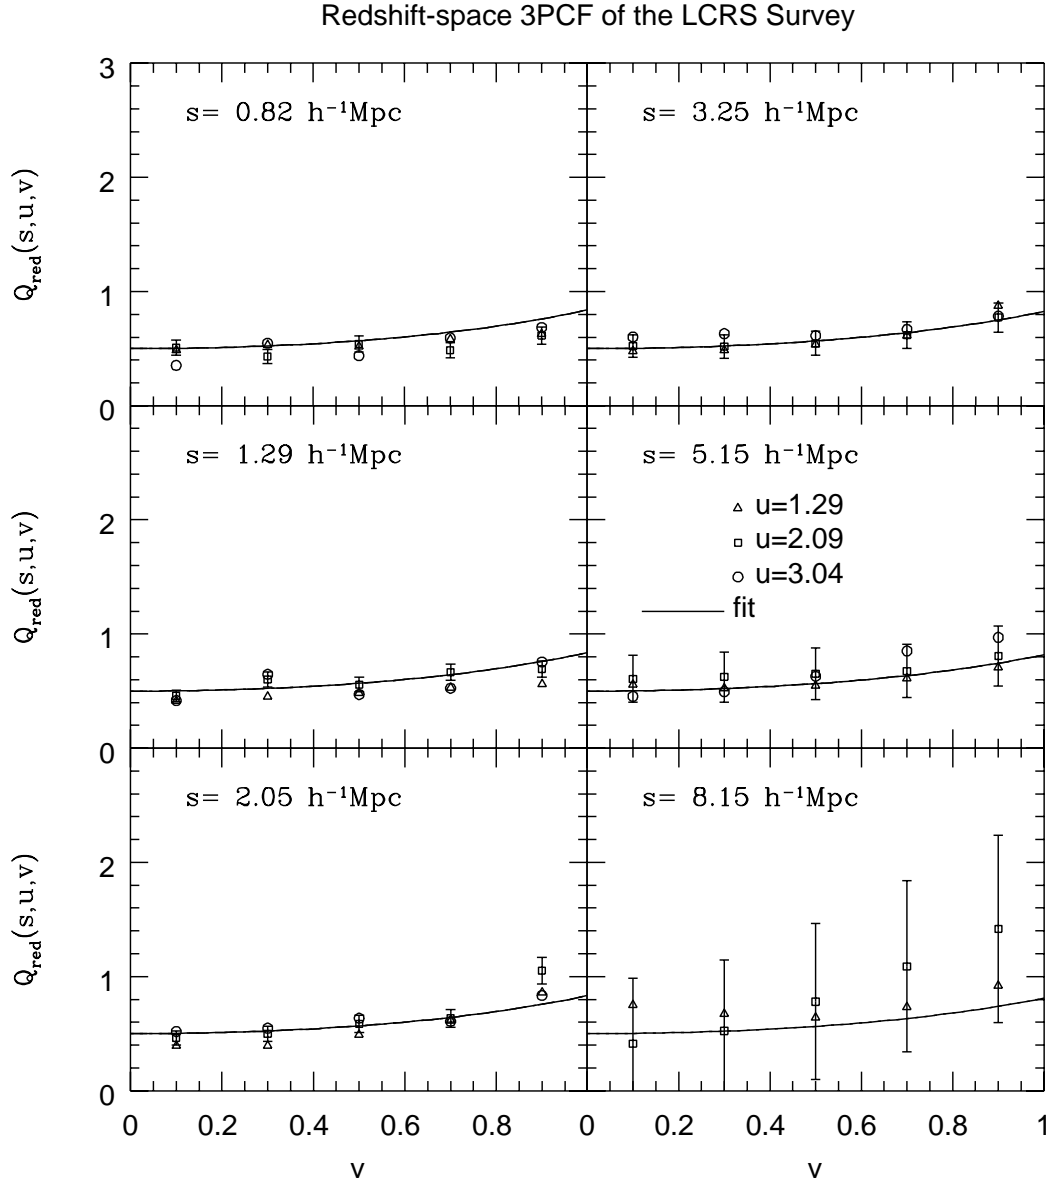 Redshift-space 3PCF of the LCRS Survey
3
s= 0.82 h⁻¹Mpc
s= 3.25 h⁻¹Mpc
2
Q_red(s,u,v)
1
0
s= 1.29 h⁻¹Mpc
s= 5.15 h⁻¹Mpc
u=1.29
2
u=2.09
Q_red(s,u,v)
u=3.04
fit
1
0
s= 2.05 h⁻¹Mpc
s= 8.15 h⁻¹Mpc
2
Q_red(s,u,v)
1
0
0 0.2 0.4 0.6 0.8 0 0.2 0.4 0.6 0.8 1
v v